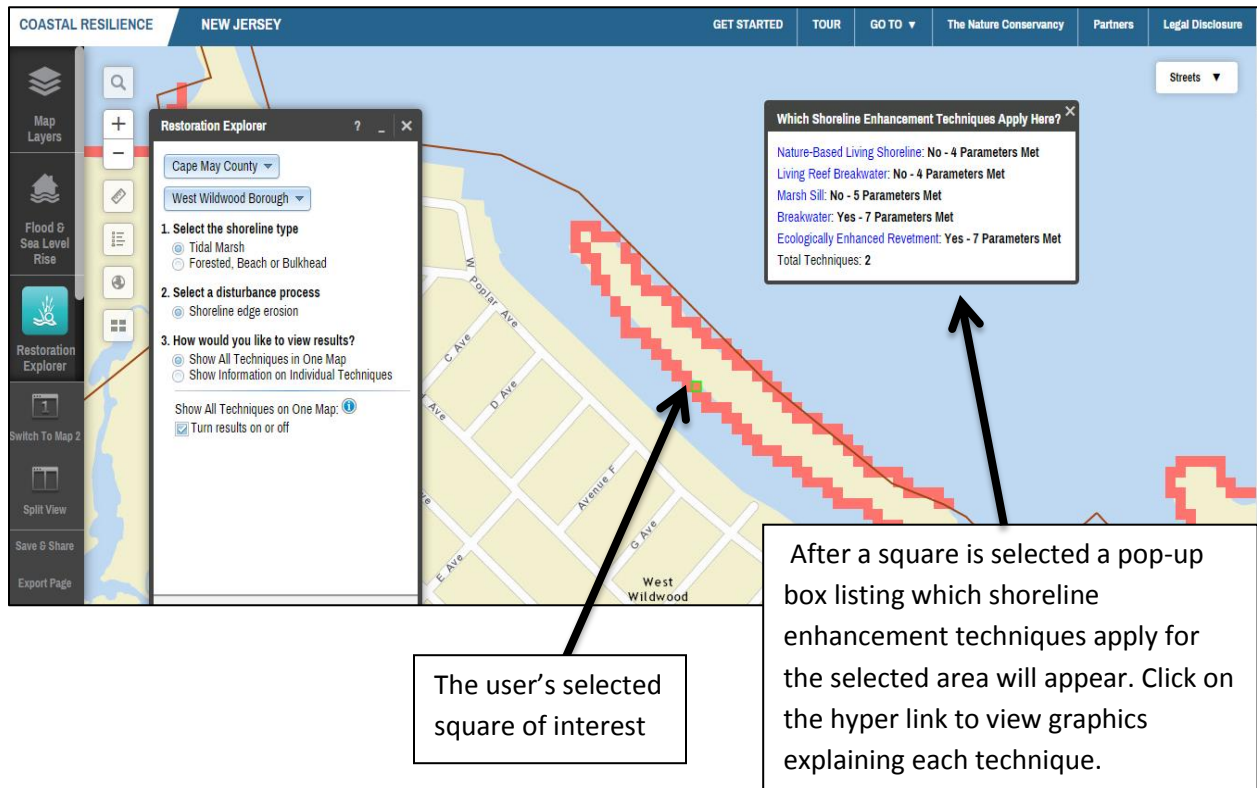 COASTAL RESILIENCE
NEW JERSEY
GET STARTED
TOUR
GO TO ▼
The Nature Conservancy
Partners
Legal Disclosure
Map
Layers
Flood &
Sea Level
Rise
Restoration
Explorer
1
Switch To Map 2
Split View
Save & Share
Export Page
+
−
Streets ▼
Restoration Explorer ? _ ×
Cape May County
West Wildwood Borough
1. Select the shoreline type
Tidal Marsh
Forested, Beach or Bulkhead
2. Select a disturbance process
Shoreline edge erosion
3. How would you like to view results?
Show All Techniques in One Map
Show Information on Individual Techniques
Show All Techniques on One Map:
Turn results on or off
Which Shoreline Enhancement Techniques Apply Here? ×
Nature-Based Living Shoreline: No - 4 Parameters Met
Living Reef Breakwater: No - 4 Parameters Met
Marsh Sill: No - 5 Parameters Met
Breakwater: Yes - 7 Parameters Met
Ecologically Enhanced Revetment: Yes - 7 Parameters Met
Total Techniques: 2
W Poplar Ave
C Ave
D Ave
Avenue F
G Ave
E Ave
West
Wildwood
The user's selected
square of interest
After a square is selected a pop-up
box listing which shoreline
enhancement techniques apply for
the selected area will appear. Click on
the hyper link to view graphics
explaining each technique.